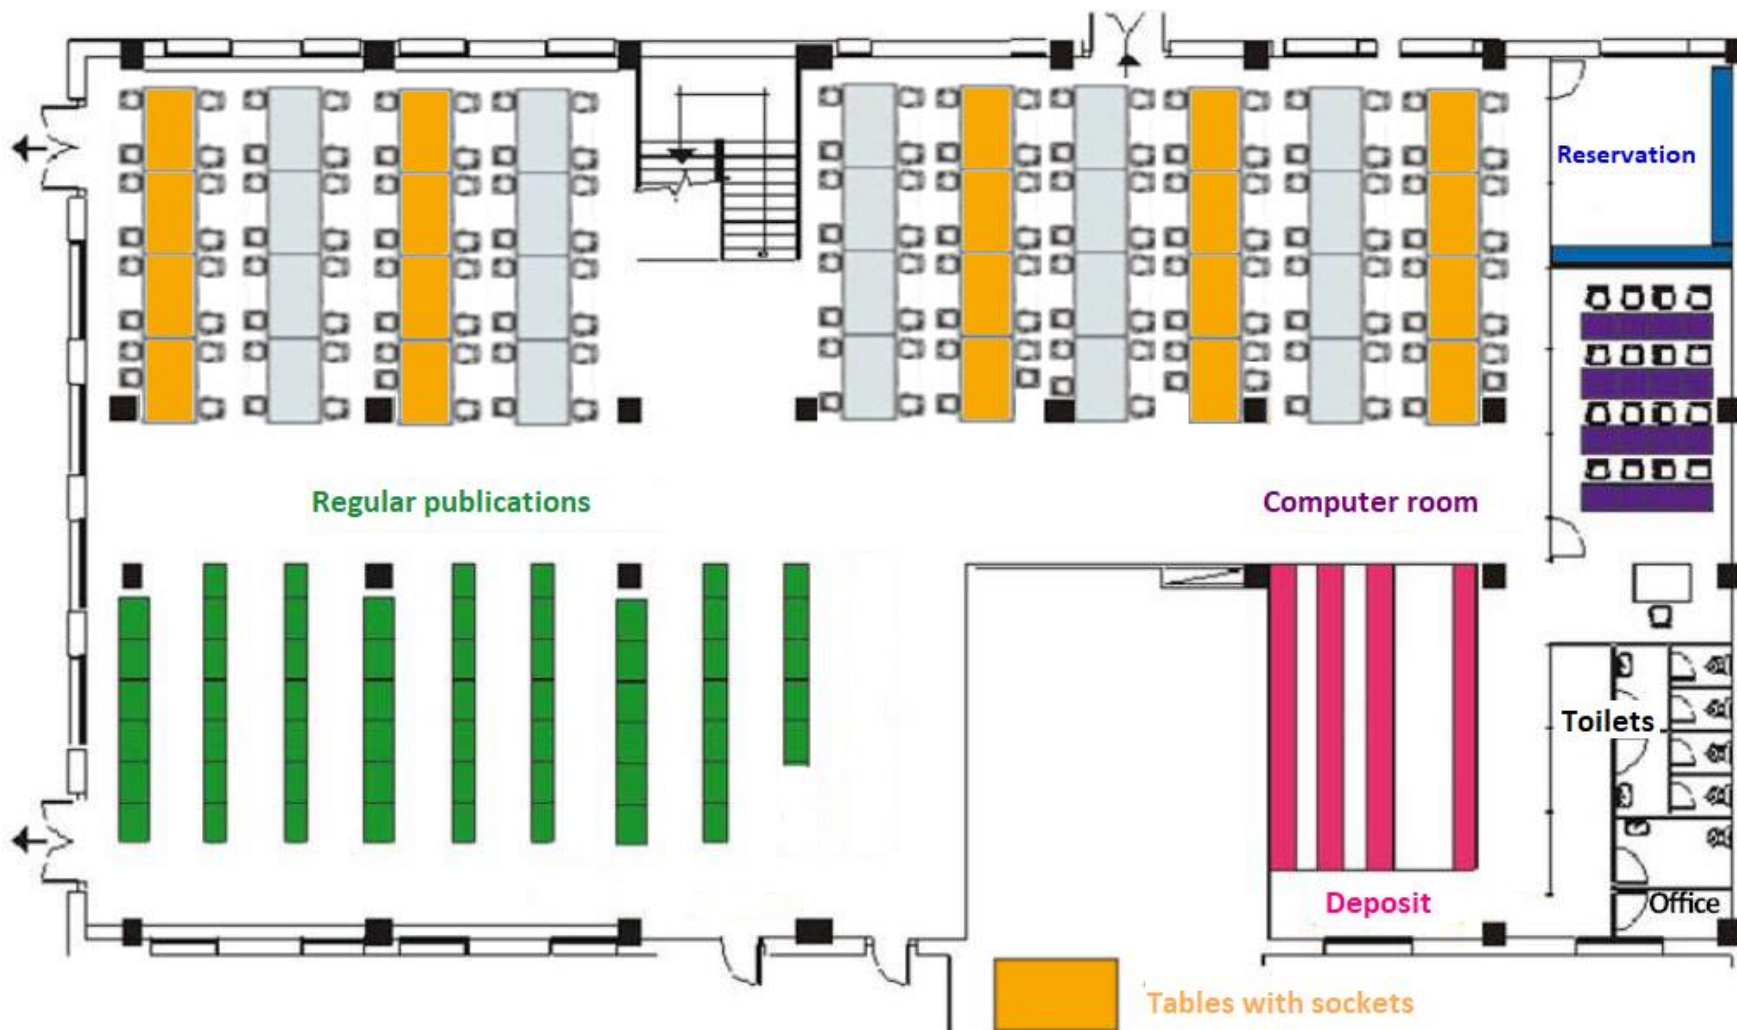 Reservation
Regular publications
Computer room
Toilets
Deposit
Office
Tables with sockets